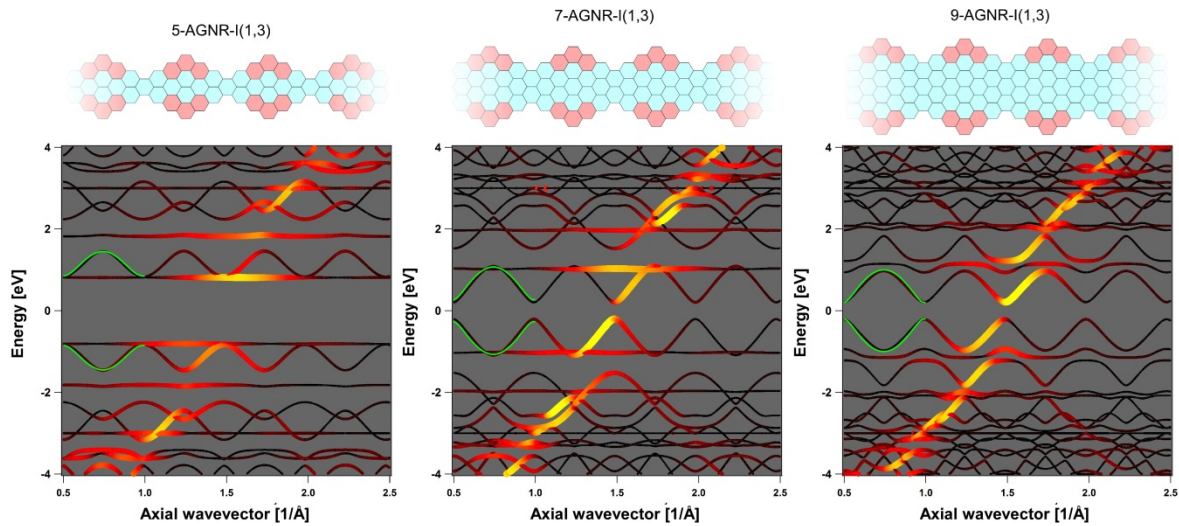 5-AGNR-I(1,3)
7-AGNR-I(1,3)
9-AGNR-I(1,3)
Energy [eV]
4
2
0
-2
-4
0.5 1.0 1.5 2.0 2.5
Axial wavevector [1/Å]
Energy [eV]
4
2
0
-2
-4
0.5 1.0 1.5 2.0 2.5
Axial wavevector [1/Å]
Energy [eV]
4
2
0
-2
-4
0.5 1.0 1.5 2.0 2.5
Axial wavevector [1/Å]